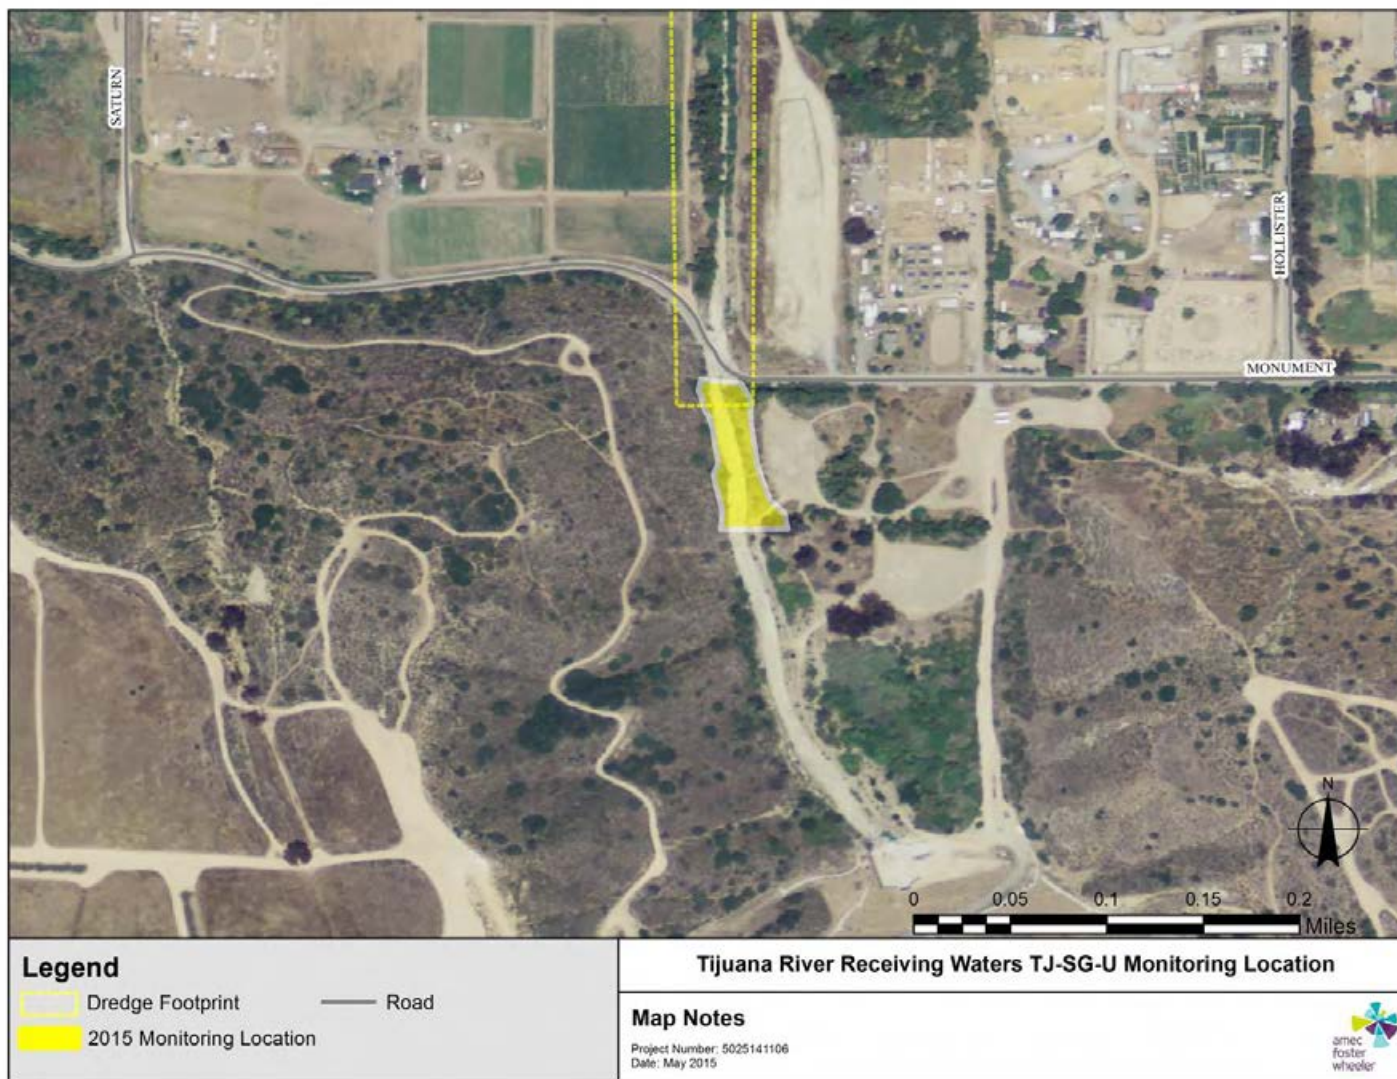 SATURN
HOLLISTER
MONUMENT
N
0 0.05 0.1 0.15 0.2
Miles
Legend
Dredge Footprint
Road
2015 Monitoring Location
Tijuana River Receiving Waters TJ-SG-U Monitoring Location
Map Notes
Project Number: 5025141106
Date: May 2015
amec
foster
wheeler